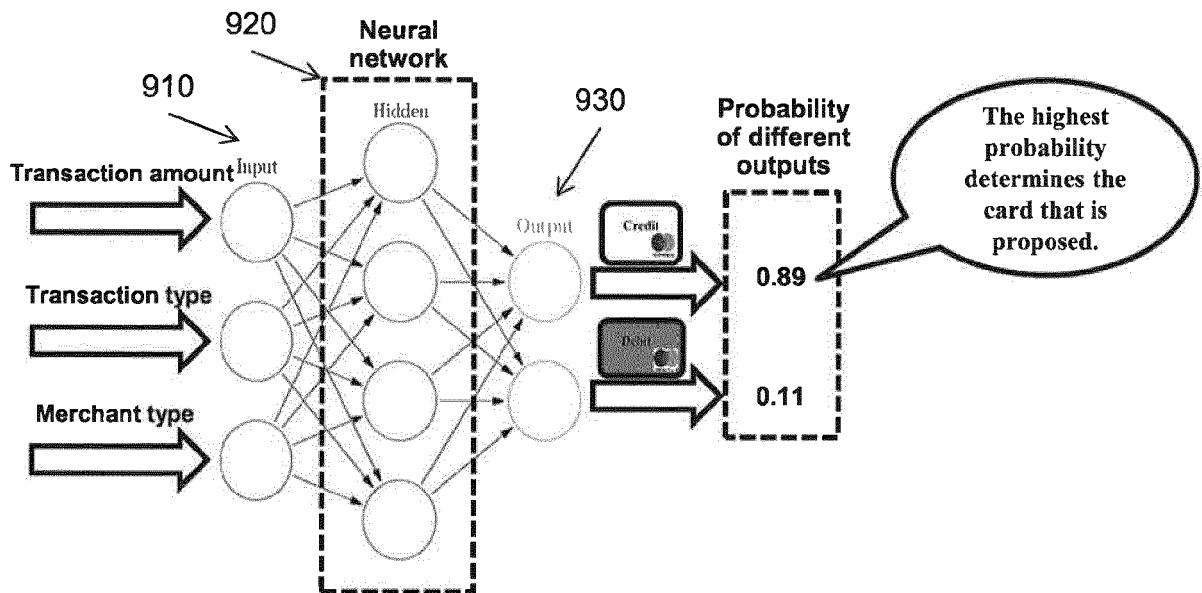 920
Neural
network
910
930
Hidden
Probability
of different
outputs
The highest
probability
determines the
card that is
proposed.
Transaction amount
Input
Output
Credit
0.89
Transaction type
Debit
0.11
Merchant type